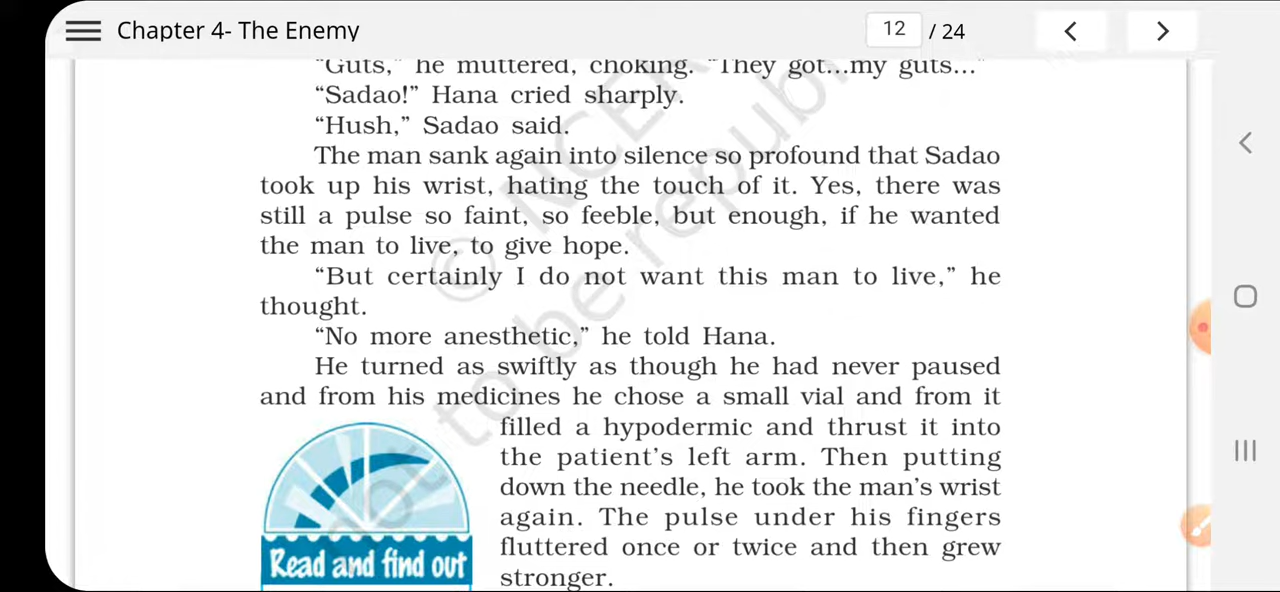 Chapter 4- The Enemy
12 / 24
"Guts," he muttered, choking. "They got...my guts..."
"Sadao!" Hana cried sharply.
"Hush," Sadao said.
The man sank again into silence so profound that Sadao
took up his wrist, hating the touch of it. Yes, there was
still a pulse so faint, so feeble, but enough, if he wanted
the man to live, to give hope.
"But certainly I do not want this man to live," he
thought.
"No more anesthetic," he told Hana.
He turned as swiftly as though he had never paused
and from his medicines he chose a small vial and from it
filled a hypodermic and thrust it into
the patient's left arm. Then putting
down the needle, he took the man's wrist
again. The pulse under his fingers
fluttered once or twice and then grew
stronger.
Read and find out
© NCER
not to be republ